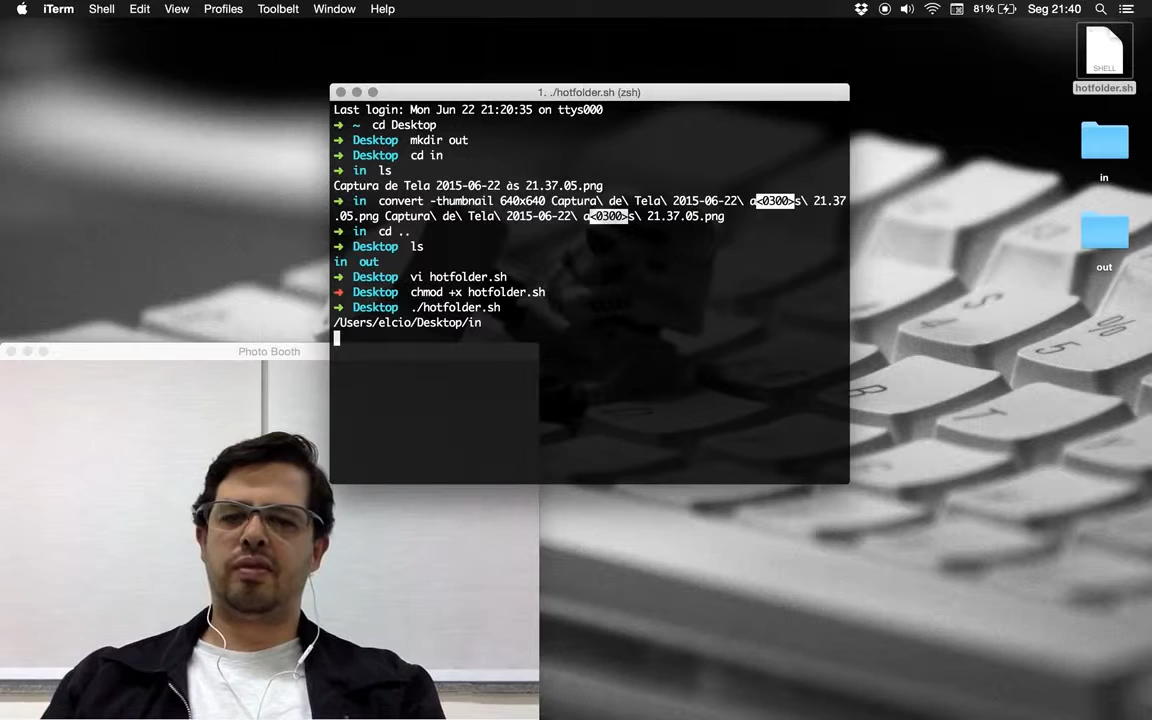 iTerm Shell Edit View Profiles Toolbelt Window Help 81% Seg 21:40
SHELL
hotfolder.sh
in
out
1. ./hotfolder.sh (zsh)
Last login: Mon Jun 22 21:20:35 on ttys000
➜ ~ cd Desktop
➜ Desktop mkdir out
➜ Desktop cd in
➜ in ls
Captura de Tela 2015-06-22 às 21.37.05.png
➜ in convert -thumbnail 640x640 Captura\ de\ Tela\ 2015-06-22\ a<0300>s\ 21.37
.05.png Captura\ de\ Tela\ 2015-06-22\ a<0300>s\ 21.37.05.png
➜ in cd ..
➜ Desktop ls
in out
➜ Desktop vi hotfolder.sh
➜ Desktop chmod +x hotfolder.sh
➜ Desktop ./hotfolder.sh
/Users/elcio/Desktop/in
Photo Booth